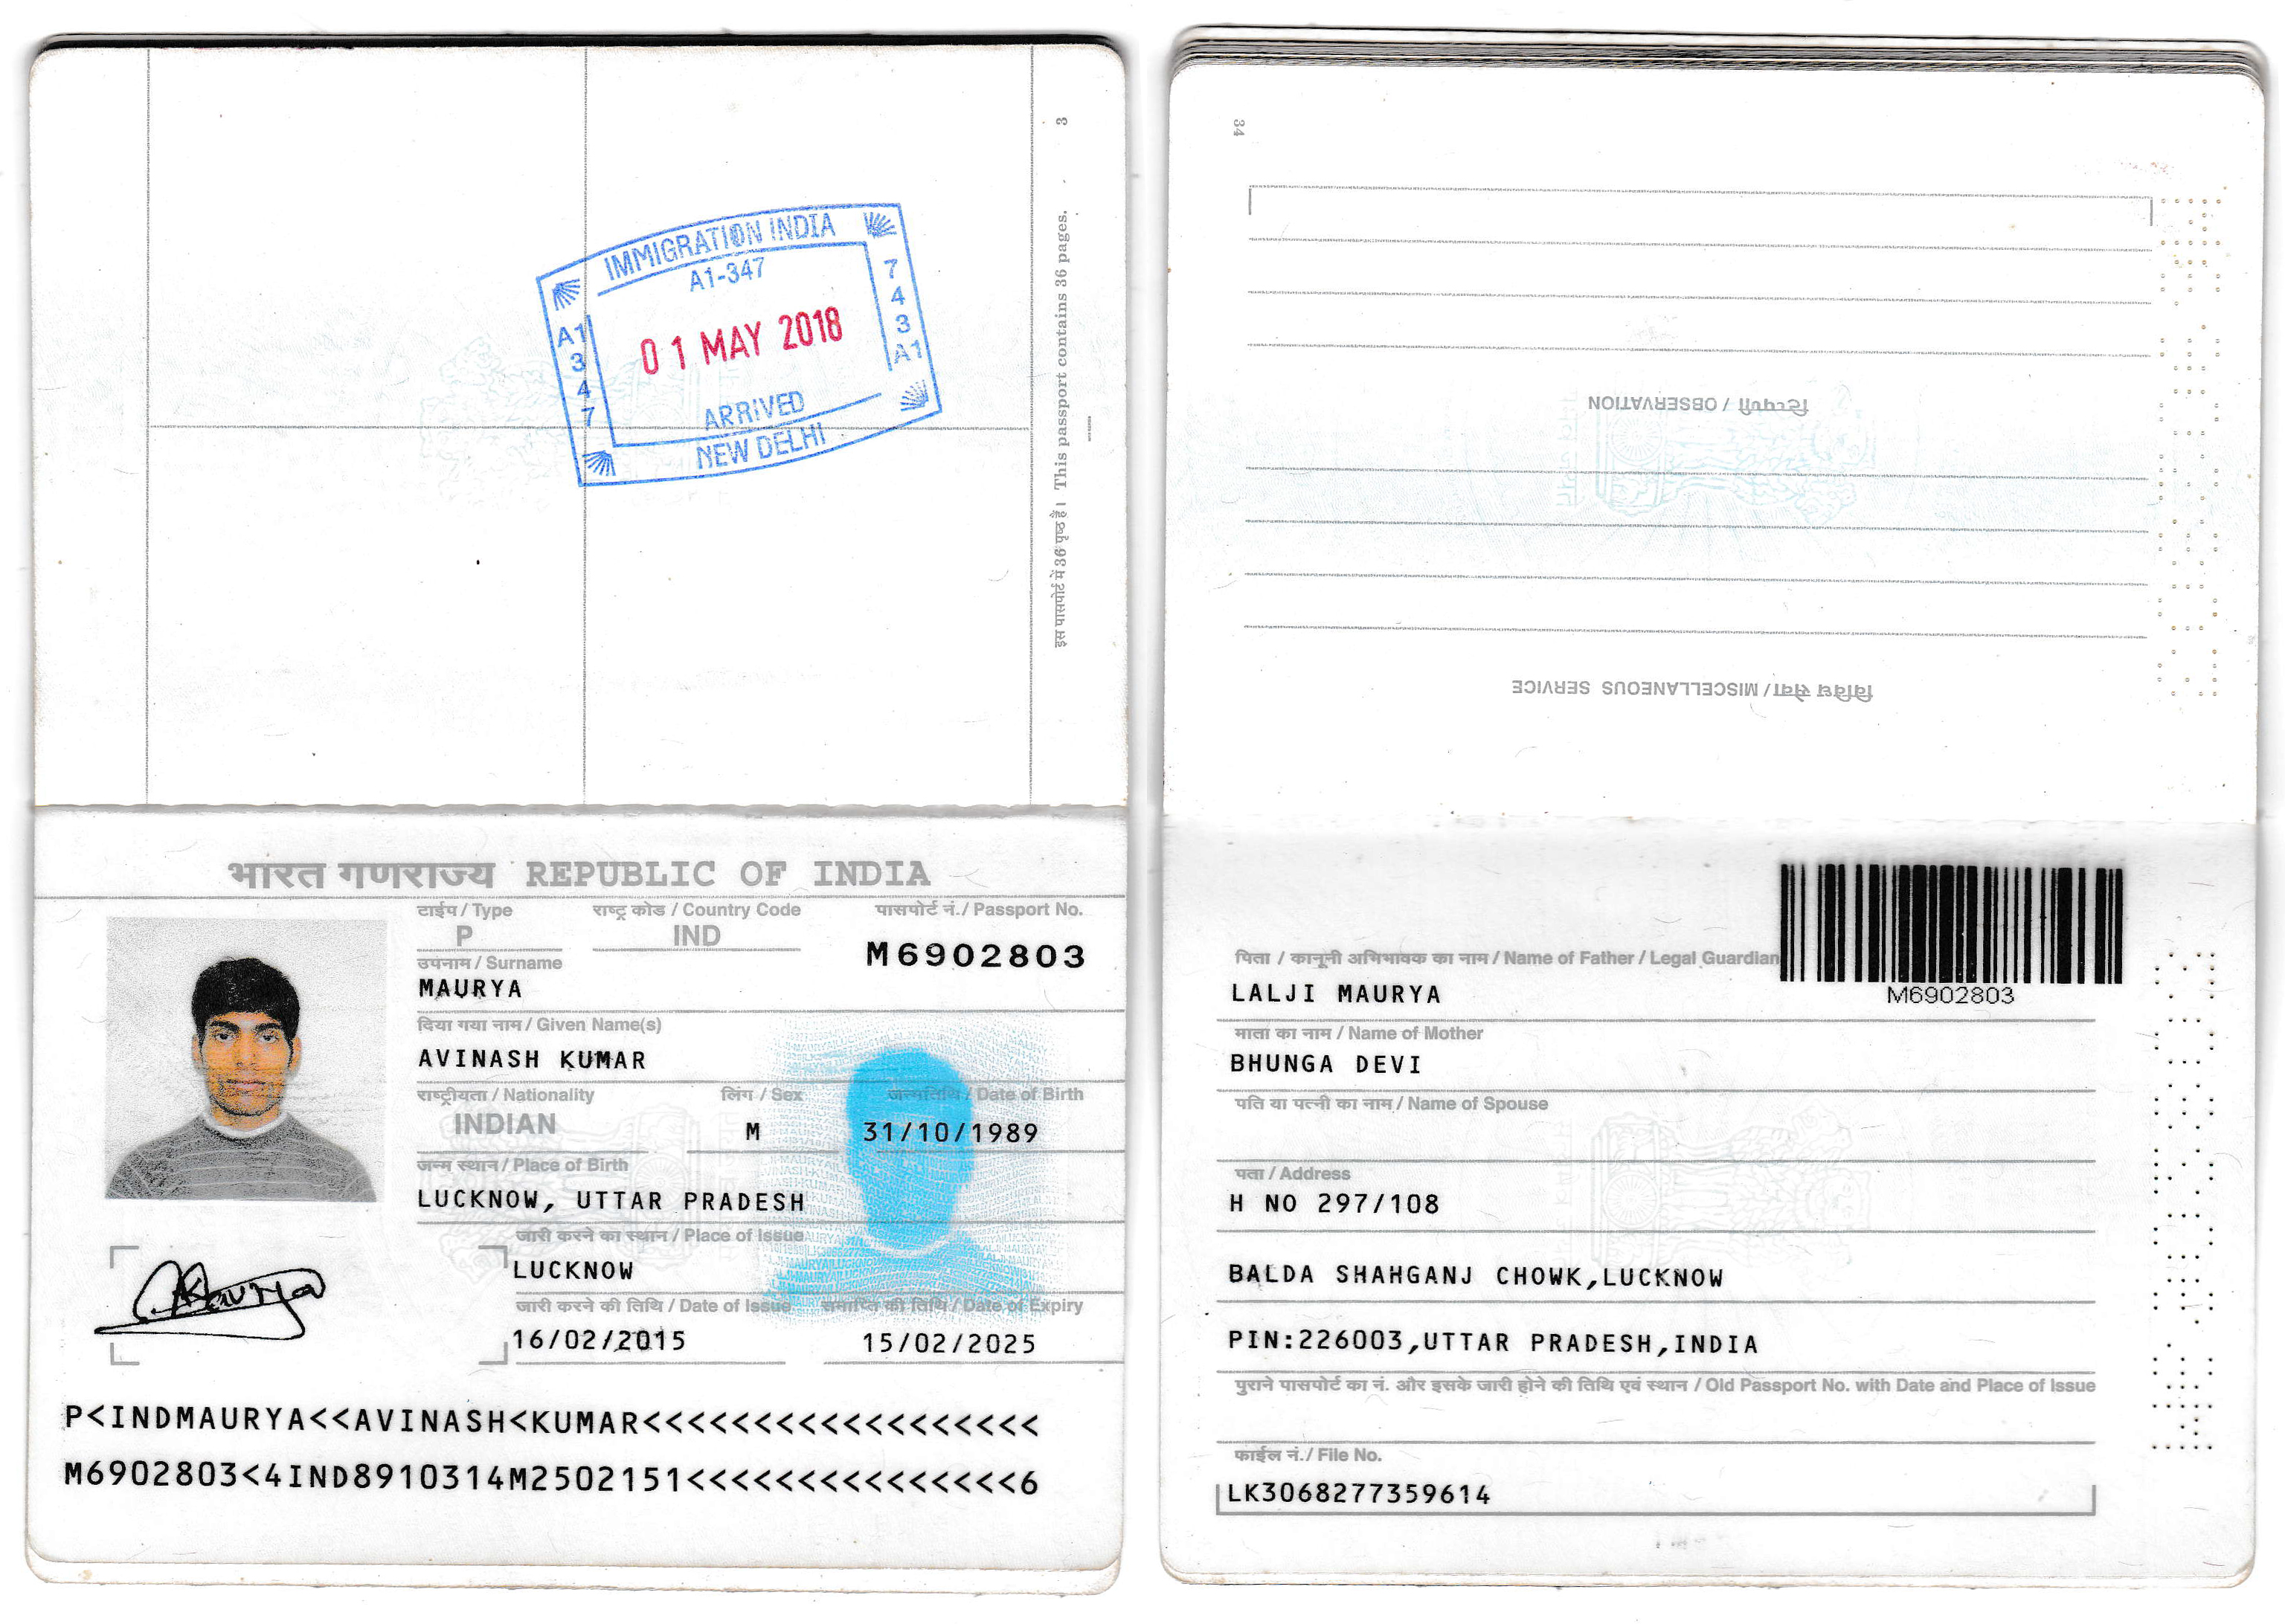 3
इस पासपोर्ट में 36 पृष्ठ हैं। This passport contains 36 pages.
IMMIGRATION INDIA
A1-347
7 4 3 A1
A1 3 4 7
01 MAY 2018
ARRIVED
NEW DELHI
भारत गणराज्य REPUBLIC OF INDIA
टाईप / Type राष्ट्र कोड / Country Code पासपोर्ट नं./ Passport No.
P IND M6902803
उपनाम / Surname
MAURYA
दिया गया नाम / Given Name(s)
AVINASH KUMAR
राष्ट्रीयता / Nationality लिंग / Sex जन्मतिथि / Date of Birth
INDIAN M 31/10/1989
जन्म स्थान / Place of Birth
LUCKNOW, UTTAR PRADESH
जारी करने का स्थान / Place of Issue
LUCKNOW
जारी करने की तिथि / Date of Issue समाप्ति की तिथि / Date of Expiry
16/02/2015 15/02/2025
AKMaurya
P<INDMAURYA<<AVINASH<KUMAR<<<<<<<<<<<<<<<<<<
M6902803<4IND8910314M2502151<<<<<<<<<<<<<<<6
34
टिप्पणी / OBSERVATION
विविध सेवा / MISCELLANEOUS SERVICE
पिता / कानूनी अभिभावक का नाम / Name of Father / Legal Guardian
LALJI MAURYA
M6902803
माता का नाम / Name of Mother
BHUNGA DEVI
पति या पत्नी का नाम / Name of Spouse
पता / Address
H NO 297/108
BALDA SHAHGANJ CHOWK,LUCKNOW
PIN:226003,UTTAR PRADESH,INDIA
पुराने पासपोर्ट का नं. और इसके जारी होने की तिथि एवं स्थान / Old Passport No. with Date and Place of Issue
फाईल नं./ File No.
LK3068277359614